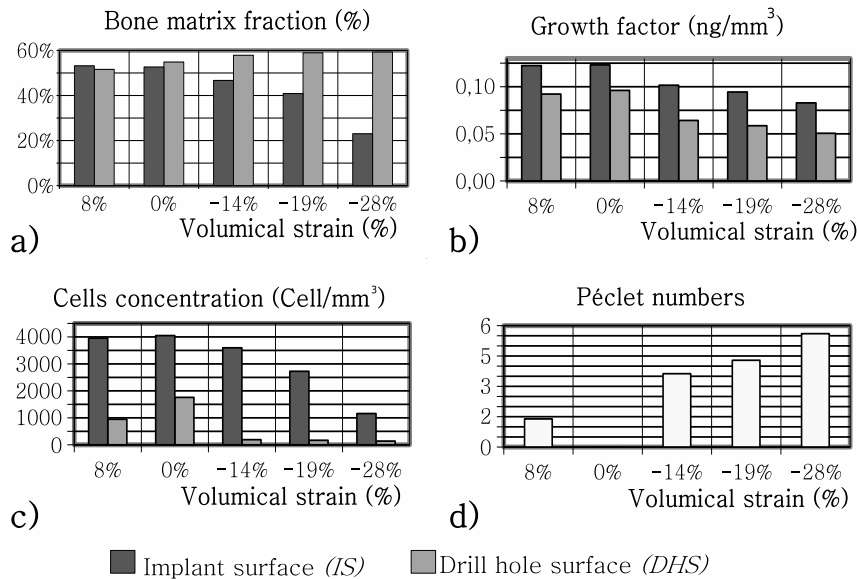 Bone matrix fraction (%)
60%
40%
20%
0%
8% 0% -14% -19% -28%
Volumical strain (%)
a)
Growth factor (ng/mm³)
0,10
0,05
0,00
8% 0% -14% -19% -28%
Volumical strain (%)
b)
Cells concentration (Cell/mm³)
4000
3000
2000
1000
0
8% 0% -14% -19% -28%
Volumical strain (%)
c)
Péclet numbers
6
5
3
2
0
8% 0% -14% -19% -28%
Volumical strain (%)
d)
Implant surface (IS)
Drill hole surface (DHS)